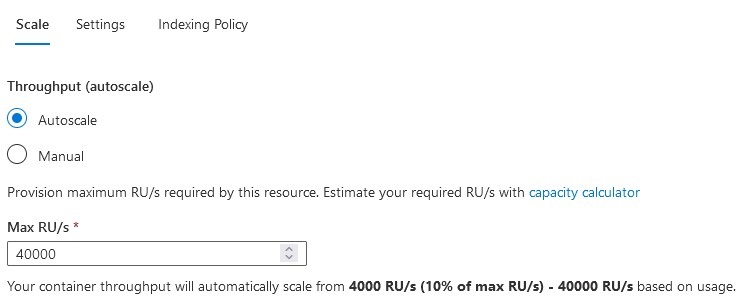 Scale Settings Indexing Policy
Throughput (autoscale)
Autoscale
Manual
Provision maximum RU/s required by this resource. Estimate your required RU/s with capacity calculator
Max RU/s *
40000
Your container throughput will automatically scale from 4000 RU/s (10% of max RU/s) - 40000 RU/s based on usage.